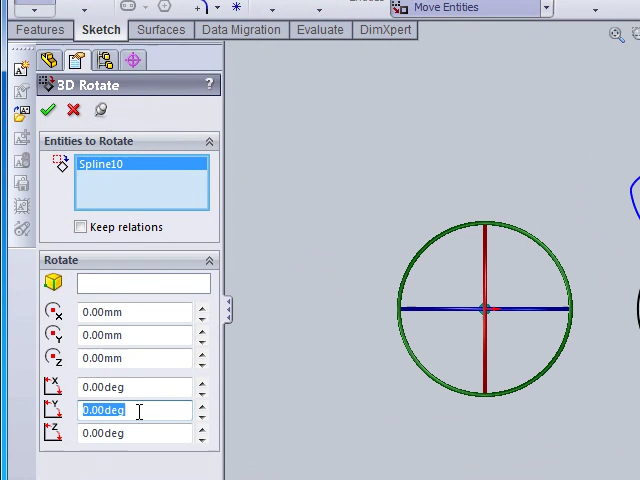 Move Entities
Features Sketch Surfaces Data Migration Evaluate DimXpert
3D Rotate ?
Entities to Rotate
Spline10
Keep relations
Rotate
X 0.00mm
Y 0.00mm
Z 0.00mm
X 0.00deg
Y 0.00deg
Z 0.00deg